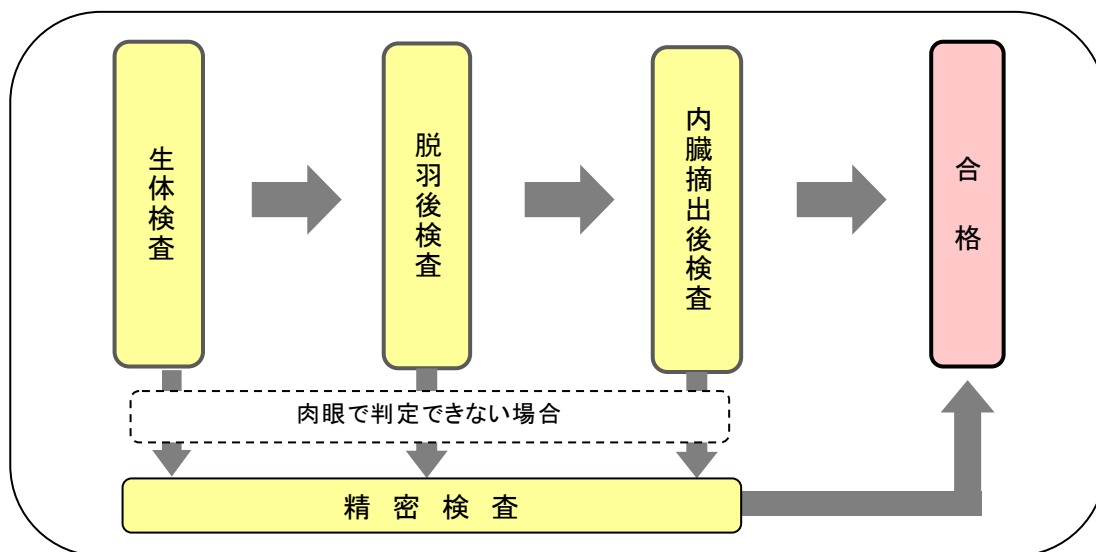 生体検査
脱羽後検査
内臓摘出後検査
合格
肉眼で判定できない場合
精密検査